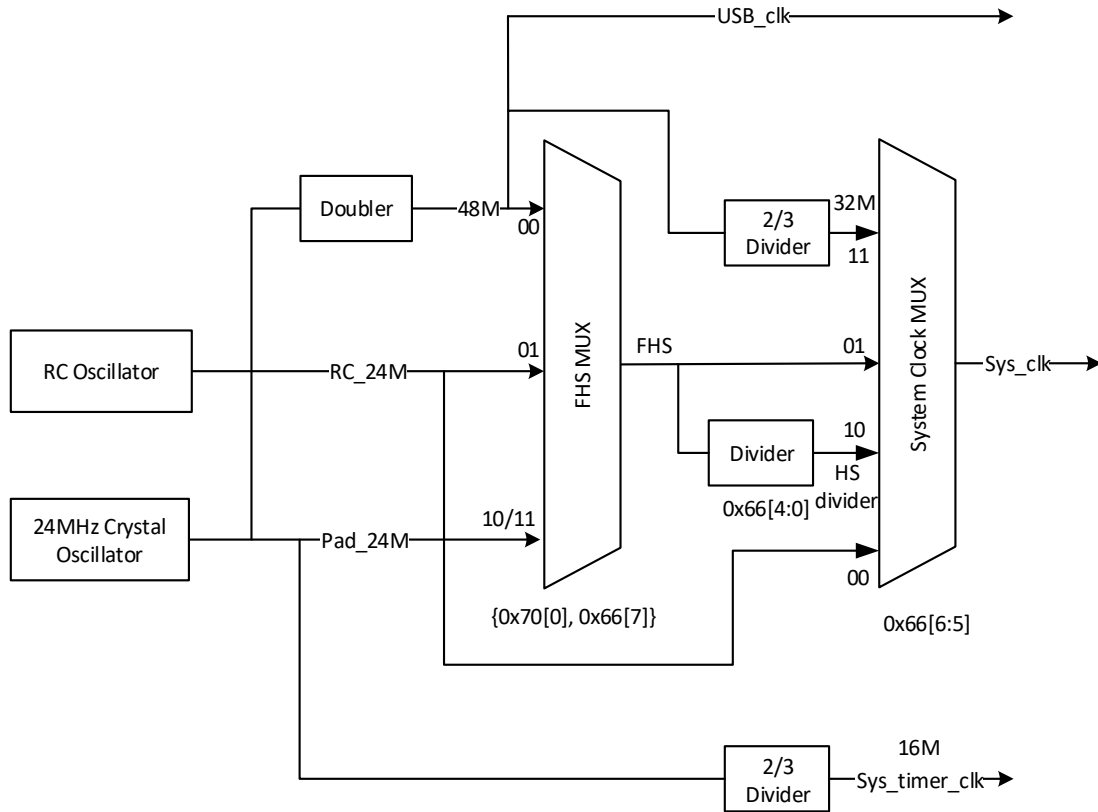 USB_clk
Doubler
48M
00
2/3
Divider
32M
11
RC Oscillator
RC_24M
01
FHS MUX
FHS
01
System Clock MUX
Sys_clk
Divider
10
HS
divider
0x66[4:0]
24MHz Crystal
Oscillator
Pad_24M
10/11
00
{0x70[0], 0x66[7]}
0x66[6:5]
2/3
Divider
16M
Sys_timer_clk